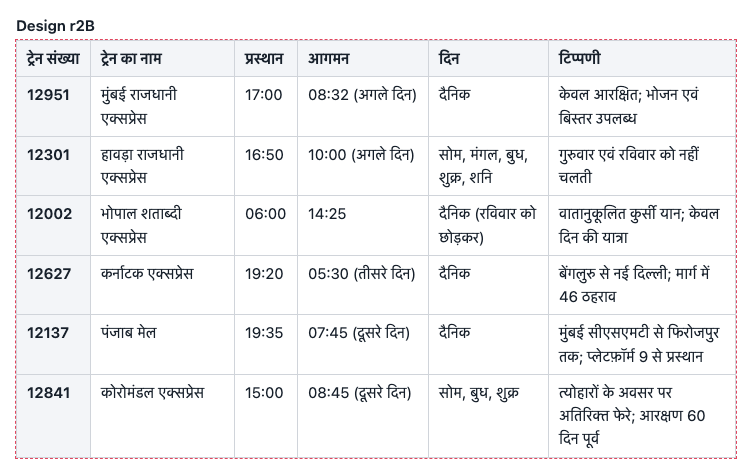 Design r2B
ट्रेन संख्या ट्रेन का नाम प्रस्थान आगमन दिन टिप्पणी
12951 मुंबई राजधानी 17:00 08:32 (अगले दिन) दैनिक केवल आरक्षित; भोजन एवं
एक्सप्रेस बिस्तर उपलब्ध
12301 हावड़ा राजधानी 16:50 10:00 (अगले दिन) सोम, मंगल, बुध, गुरुवार एवं रविवार को नहीं
एक्सप्रेस शुक्र, शनि चलती
12002 भोपाल शताब्दी 06:00 14:25 दैनिक (रविवार को वातानुकूलित कुर्सी यान; केवल
एक्सप्रेस छोड़कर) दिन की यात्रा
12627 कर्नाटक एक्सप्रेस 19:20 05:30 (तीसरे दिन) दैनिक बेंगलुरु से नई दिल्ली; मार्ग में
46 ठहराव
12137 पंजाब मेल 19:35 07:45 (दूसरे दिन) दैनिक मुंबई सीएसएमटी से फिरोजपुर
तक; प्लेटफ़ॉर्म 9 से प्रस्थान
12841 कोरोमंडल एक्सप्रेस 15:00 08:45 (दूसरे दिन) सोम, बुध, शुक्र त्योहारों के अवसर पर
अतिरिक्त फेरे; आरक्षण 60
दिन पूर्व